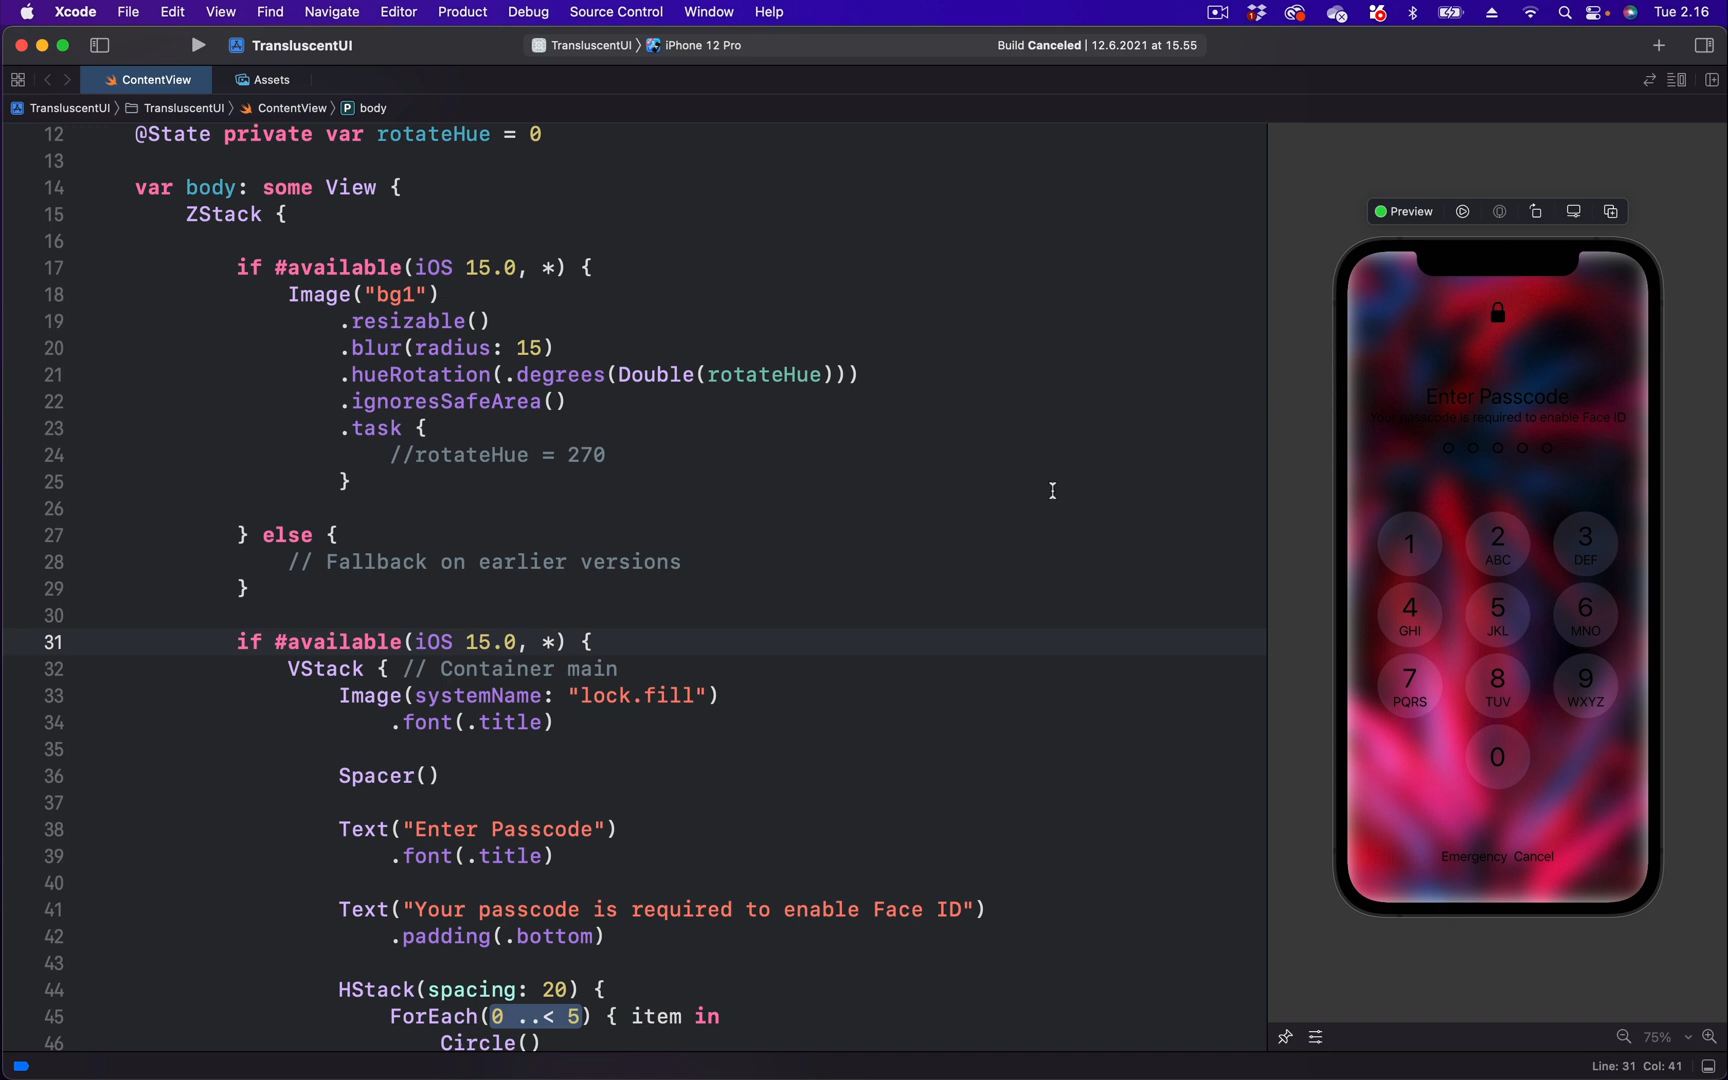 Xcode File Edit View Find Navigate Editor Product Debug Source Control Window Help Tue 2.16
TransluscentUI TransluscentUI 〉 iPhone 12 Pro Build Canceled | 12.6.2021 at 15.55
ContentView Assets
TransluscentUI 〉 TransluscentUI 〉 ContentView 〉 P body
12 @State private var rotateHue = 0
13
14 var body: some View {
15 ZStack {
16
17 if #available(iOS 15.0, *) {
18 Image("bg1")
19 .resizable()
20 .blur(radius: 15)
21 .hueRotation(.degrees(Double(rotateHue)))
22 .ignoresSafeArea()
23 .task {
24 //rotateHue = 270
25 }
26
27 } else {
28 // Fallback on earlier versions
29 }
30
31 if #available(iOS 15.0, *) {
32 VStack { // Container main
33 Image(systemName: "lock.fill")
34 .font(.title)
35
36 Spacer()
37
38 Text("Enter Passcode")
39 .font(.title)
40
41 Text("Your passcode is required to enable Face ID")
42 .padding(.bottom)
43
44 HStack(spacing: 20) {
45 ForEach(0 ..< 5) { item in
46 Circle()
Preview
Enter Passcode
Your passcode is required to enable Face ID
1 2 3
ABC DEF
4 5 6
GHI JKL MNO
7 8 9
PQRS TUV WXYZ
0
Emergency Cancel
75%
Line: 31 Col: 41